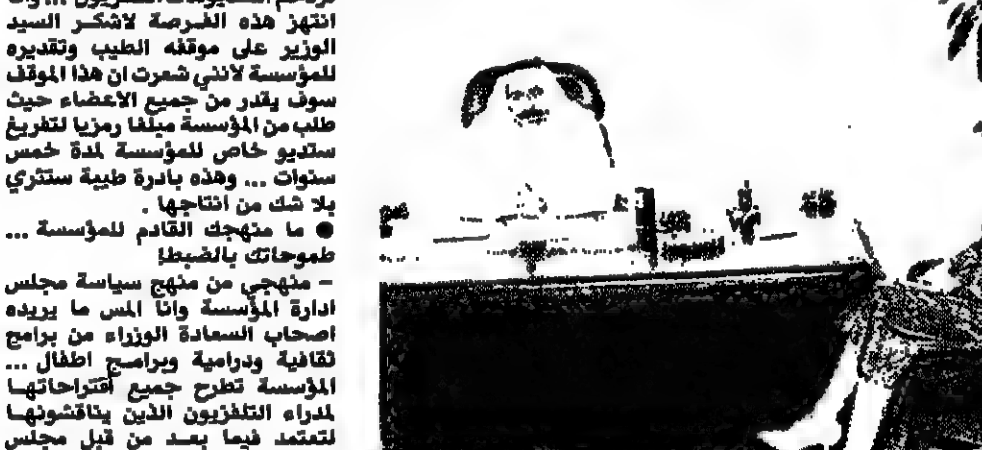 انتهز هذه الفرصة لاشكر السيد
الوزير على موقفه الطيب وتقديره
للمؤسسة لانني شعرت ان هذا الموقف
سوف يقدر من جميع الاعضاء حيث
طلب من المؤسسة مبلغا رمزيا لتفريغ
ستديو خاص للمؤسسة لمدة خمس
سنوات ... وهذه بادرة طيبة ستثري
بلا شك من انتاجها .
● ما منهجك القادم للمؤسسة ...
طموحاتك بالضبط!
- منهجي من منهج سياسة مجلس
ادارة المؤسسة وانا المس ما يريده
اصحاب السعادة الوزراء من برامج
ثقافية ودرامية وبرامج اطفال ...
المؤسسة تطرح جميع أقتراحاتها
لمدراء التلفزيون الذين يناقشونها
لتعتمد فيما بعد من قبل مجلس